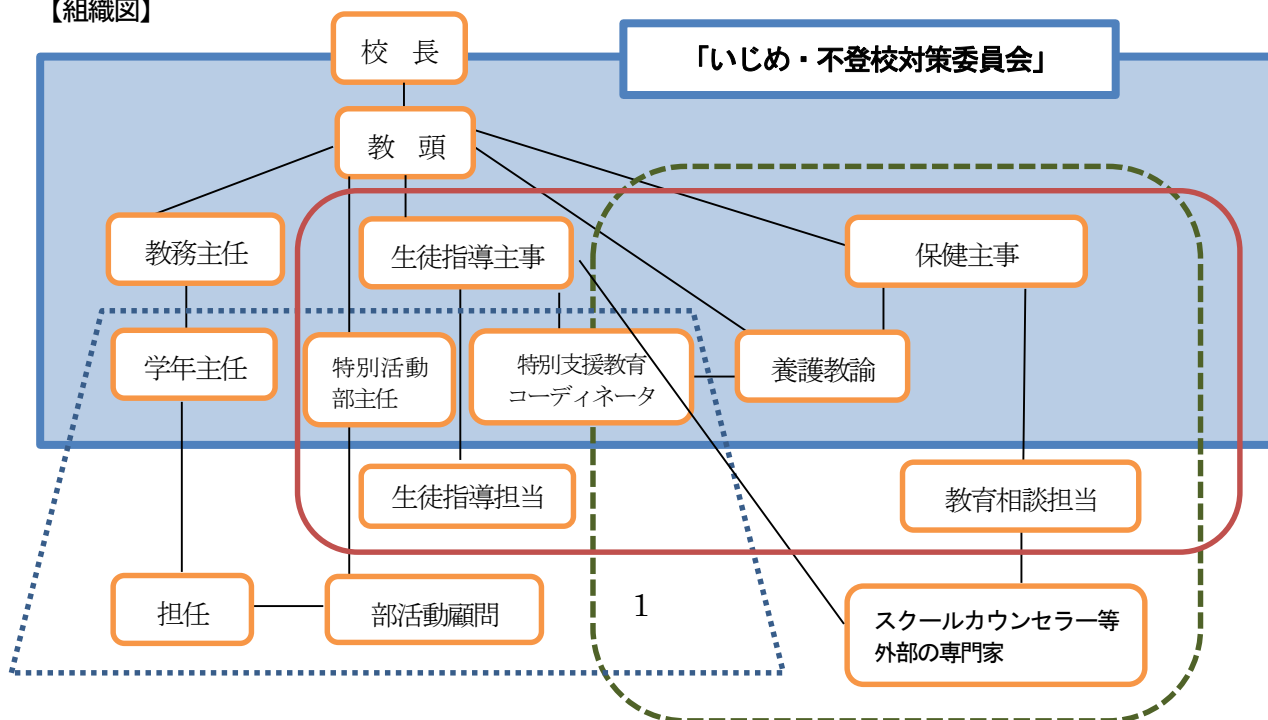 【組織図】
校 長
「いじめ・不登校対策委員会」
教 頭
教務主任
生徒指導主事
保健主事
学年主任
特別活動
部主任
特別支援教育
コーディネータ
養護教諭
生徒指導担当
教育相談担当
担任
部活動顧問
1
スクールカウンセラー等
外部の専門家